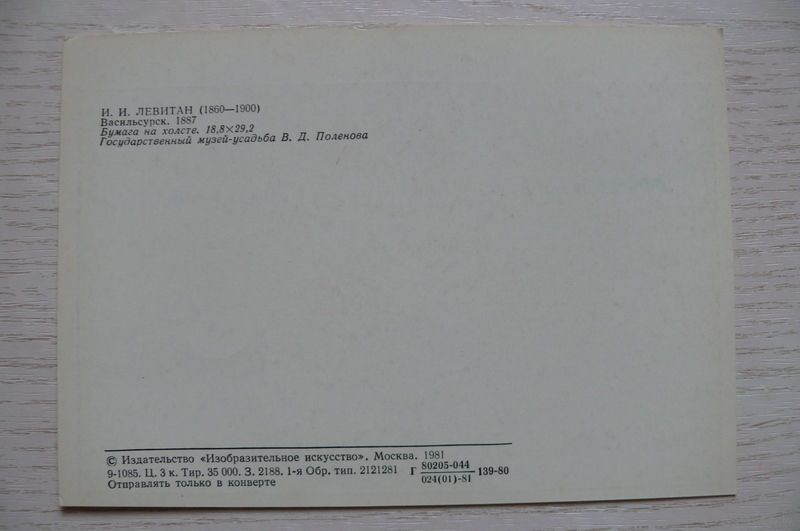 И. И. ЛЕВИТАН (1860—1900)
Васильсурск. 1887
Бумага на холсте. 18,8×29,2
Государственный музей-усадьба В. Д. Поленова
© Издательство «Изобразительное искусство». Москва. 1981
9-1085. Ц. 3 к. Тир. 35 000. З. 2188. 1-я Обр. тип. 2121281 Г 80205-044 139-80
024(01)-81
Отправлять только в конверте